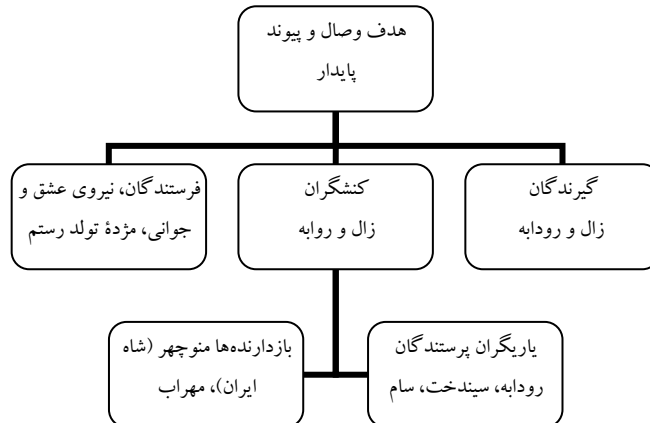 هدف وصال و پیوند
پایدار
گیرندگان
زال و رودابه
کنشگران
زال و روابه
فرستندگان، نیروی عشق و
جوانی، مژدۀ تولد رستم
یاریگران پرستندگان
رودابه، سیندخت، سام
بازدارنده‌ها منوچهر (شاه
ایران)، مهراب